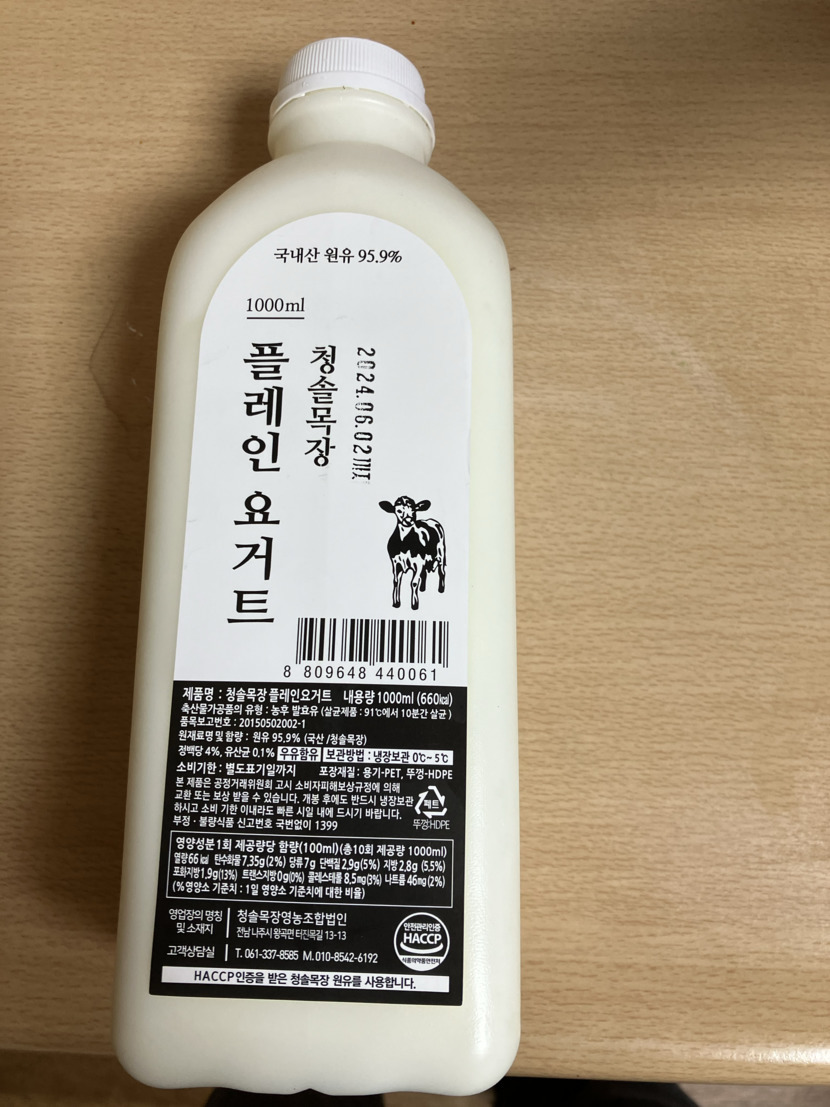 국내산 원유 95.9%
1000ml
플레인 요거트
청솔목장
2024.06.02
8 809648 440061
제품명 : 청솔목장 플레인요거트 내용량 1000ml (660kcal)
축산물가공품의 유형 : 농후 발효유 (살균제품 : 91℃에서 10분간 살균)
품목보고번호 : 20150502002-1
원재료명 및 함량 : 원유 95.9% (국산/청솔목장)
정백당 4%, 유산균 0.1% 우유함유 보관방법 : 냉장보관 0℃~5℃
소비기한 : 별도표기일까지 포장재질 : 용기-PET, 뚜껑-HDPE
본 제품은 공정거래위원회 고시 소비자피해보상규정에 의해
교환 또는 보상 받을 수 있습니다. 개봉 후에도 반드시 냉장보관
하시고 소비 기한 이내라도 빠른 시일 내에 드시기 바랍니다.
부정·불량식품 신고번호 국번없이 1399
페트
뚜껑:HDPE
영양성분 1회 제공량당 함량(100ml) (총10회 제공량 1000ml)
열량66kcal 탄수화물7.35g(2%) 당류7g 단백질2.9g(5%) 지방2.8g (5.5%)
포화지방1.9g(13%) 트랜스지방0g(0%) 콜레스테롤8.5mg(3%) 나트륨46mg(2%)
(%영양소 기준치 : 1일 영양소 기준치에 대한 비율)
영업장의 명칭 및 소재지
청솔목장영농조합법인
전남 나주시 왕곡면 터진목길 13-13
고객상담실 T. 061-337-8585 M. 010-8542-6192
안전관리인증
HACCP
식품의약품안전처
HACCP인증을 받은 청솔목장 원유를 사용합니다.